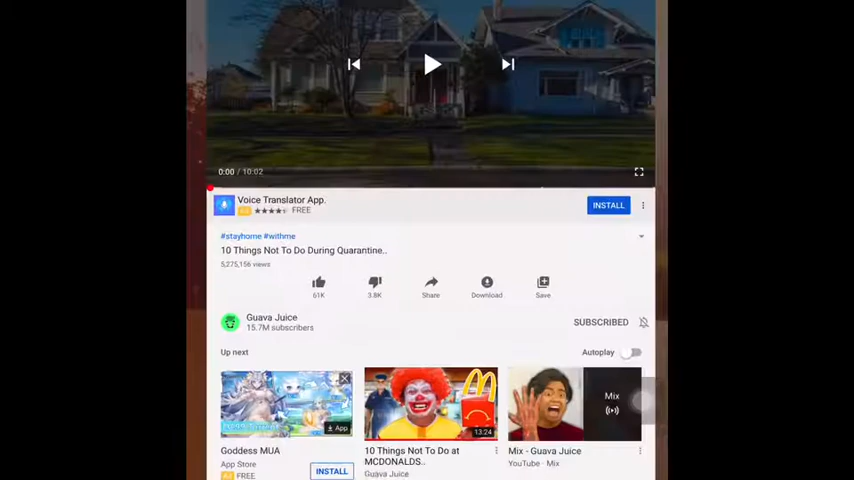 0:00 / 10:02
Voice Translator App.
Ad
FREE
INSTALL
#stayhome #withme
10 Things Not To Do During Quarantine..
5,275,156 views
61K
3.8K
Share
Download
Save
Guava Juice
15.7M subscribers
SUBSCRIBED
Up next
Autoplay
App
13:24
Mix
Goddess MUA
App Store
Ad FREE
INSTALL
10 Things Not To Do at
MCDONALDS..
Guava Juice
Mix - Guava Juice
YouTube · Mix